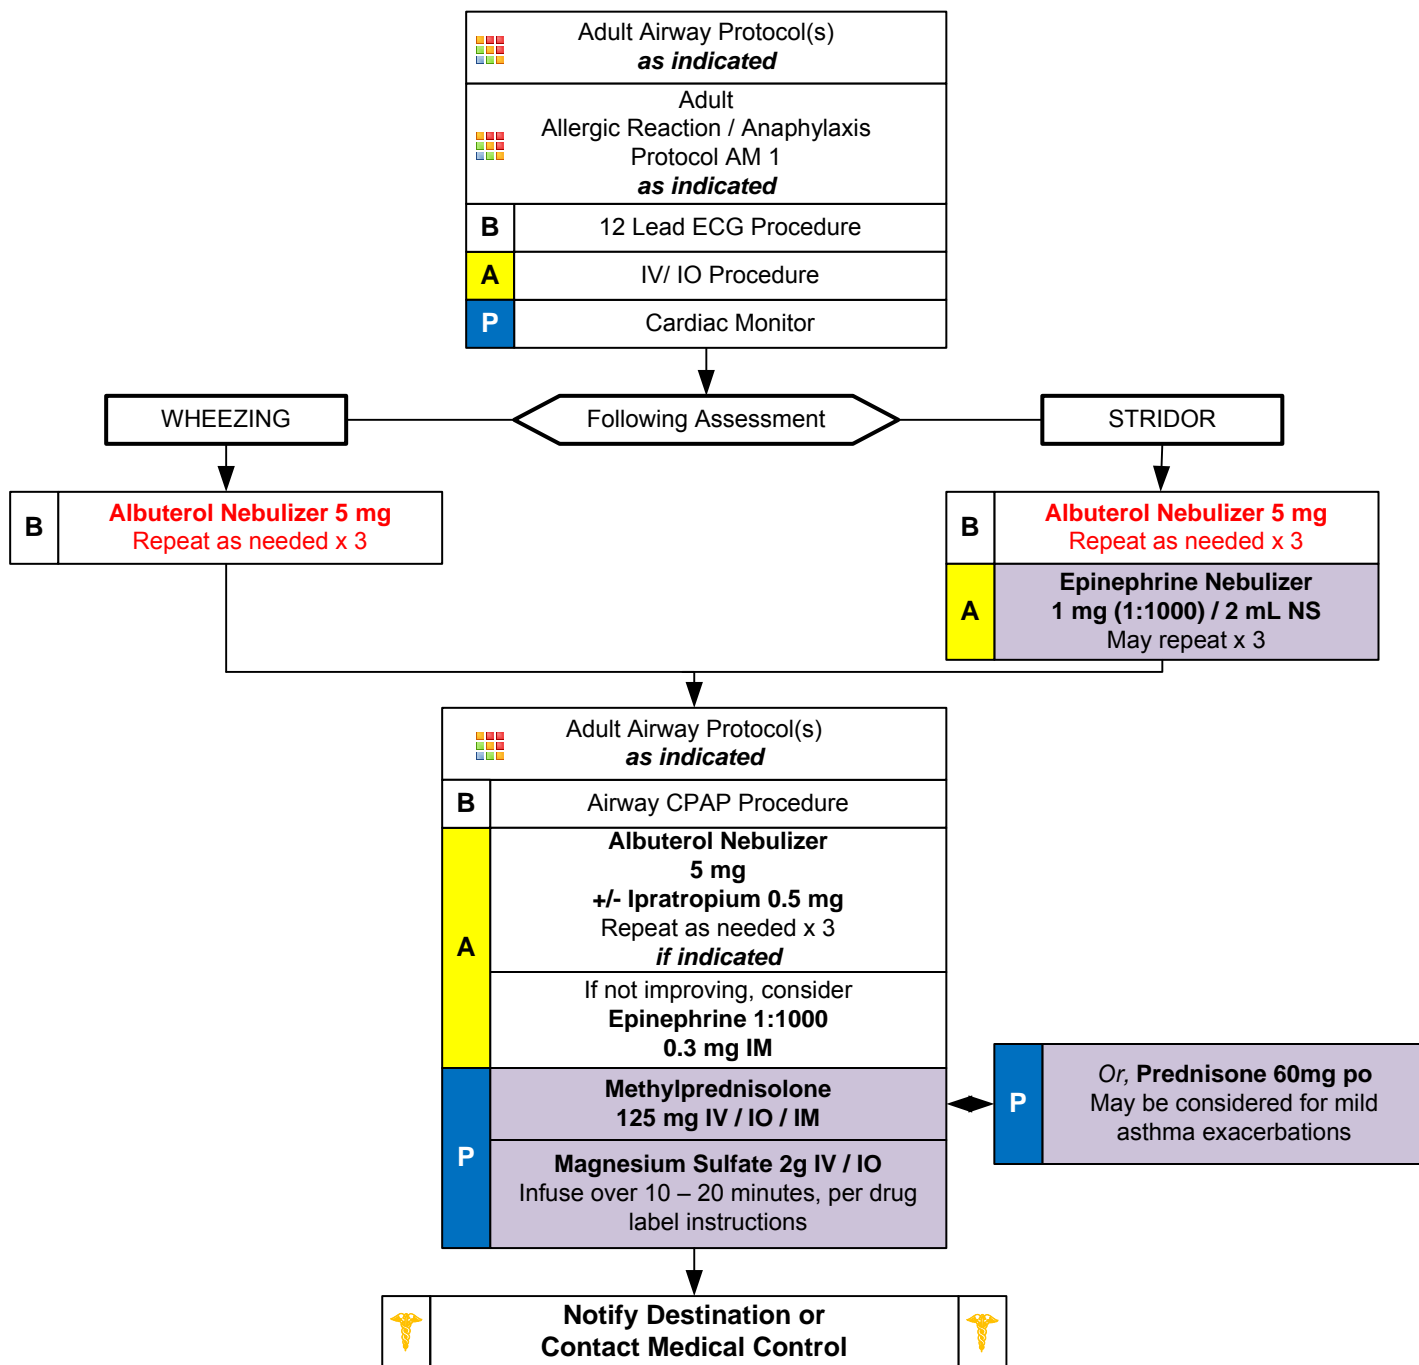 Adult Airway Protocol(s)
as indicated
Adult
Allergic Reaction / Anaphylaxis
Protocol AM 1
as indicated
B
12 Lead ECG Procedure
A
IV/ IO Procedure
P
Cardiac Monitor
WHEEZING
Following Assessment
STRIDOR
B
Albuterol Nebulizer 5 mg
Repeat as needed x 3
B
Albuterol Nebulizer 5 mg
Repeat as needed x 3
A
Epinephrine Nebulizer
1 mg (1:1000) / 2 mL NS
May repeat x 3
Adult Airway Protocol(s)
as indicated
B
Airway CPAP Procedure
A
Albuterol Nebulizer
5 mg
+/- Ipratropium 0.5 mg
Repeat as needed x 3
if indicated
If not improving, consider
Epinephrine 1:1000
0.3 mg IM
P
Methylprednisolone
125 mg IV / IO / IM
Magnesium Sulfate 2g IV / IO
Infuse over 10 – 20 minutes, per drug
label instructions
P
Or, Prednisone 60mg po
May be considered for mild
asthma exacerbations
Notify Destination or
Contact Medical Control